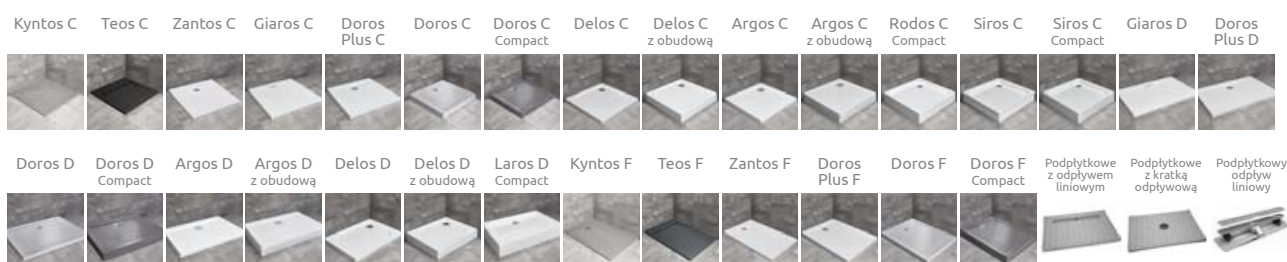 Kyntos C Teos C Zantos C Giaros C Doros Plus C Doros C Doros C Compact Delos C Delos C z obudową Argos C Argos C z obudową Rodos C Compact Siros C Siros C Compact Giaros D Doros Plus D
Doros D Doros D Compact Argos D Argos D z obudową Delos D Delos D z obudową Laros D Compact Kyntos F Teos F Zantos F Doros Plus F Doros F Doros F Compact Podpłytkowe z odpływem liniowym Podpłytkowe z kratką odpływową Podpłytkowy odpływ liniowy